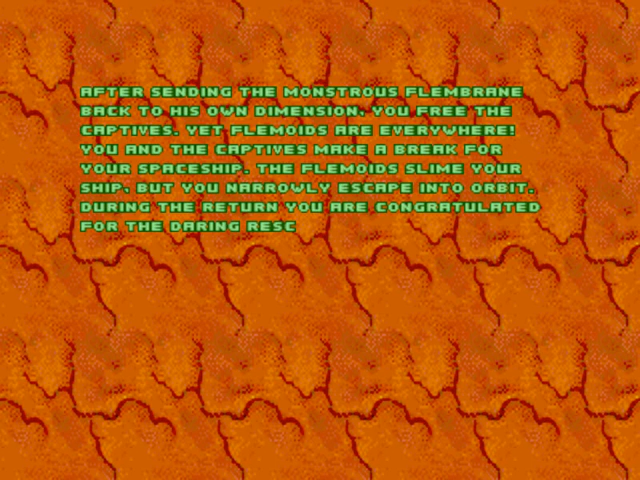 AFTER SENDING THE MONSTROUS FLEMBRANE
BACK TO HIS OWN DIMENSION, YOU FREE THE
CAPTIVES. YET FLEMOIDS ARE EVERYWHERE!
YOU AND THE CAPTIVES MAKE A BREAK FOR
YOUR SPACESHIP. THE FLEMOIDS SLIME YOUR
SHIP, BUT YOU NARROWLY ESCAPE INTO ORBIT.
DURING THE RETURN YOU ARE CONGRATULATED
FOR THE DARING RESC